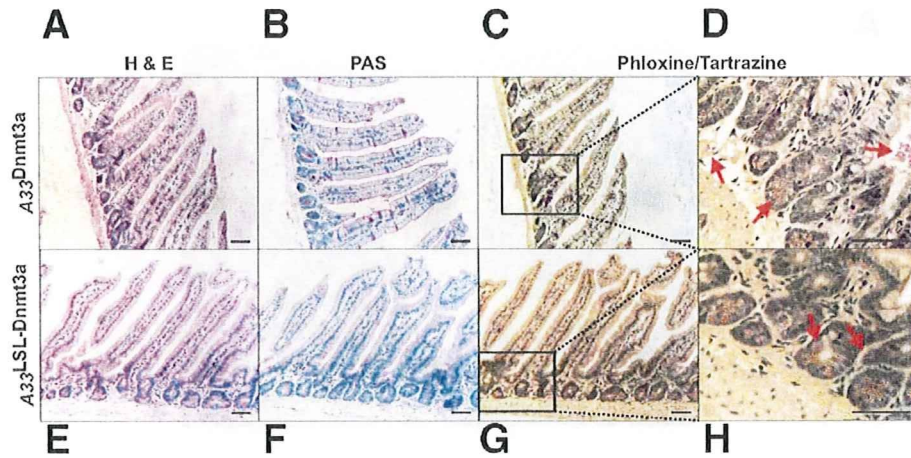 A B C D
H & E PAS Phloxine/Tartrazine
A33Dnmt3a
A33LSL-Dnmt3a
E F G H